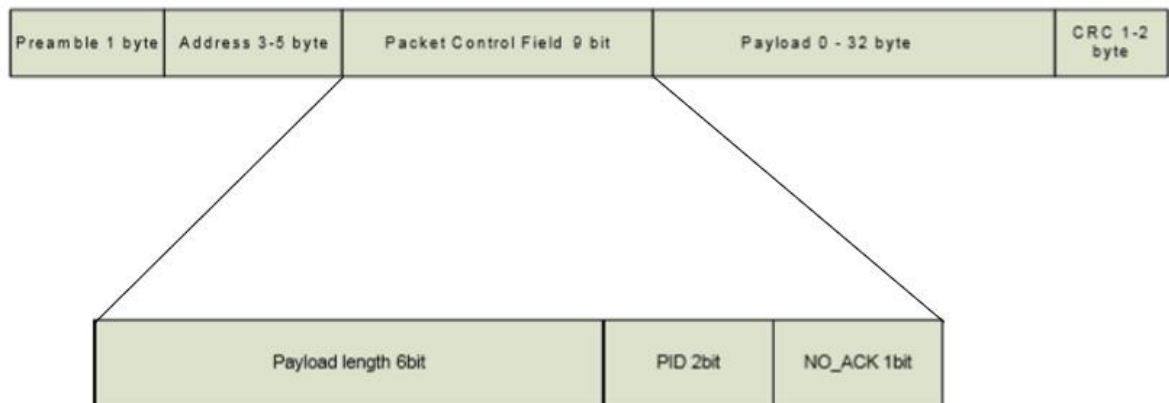 Preamble 1 byte
Address 3-5 byte
Packet Control Field 9 bit
Payload 0 - 32 byte
CRC 1-2
byte
Payload length 6bit
PID 2bit
NO_ACK 1bit